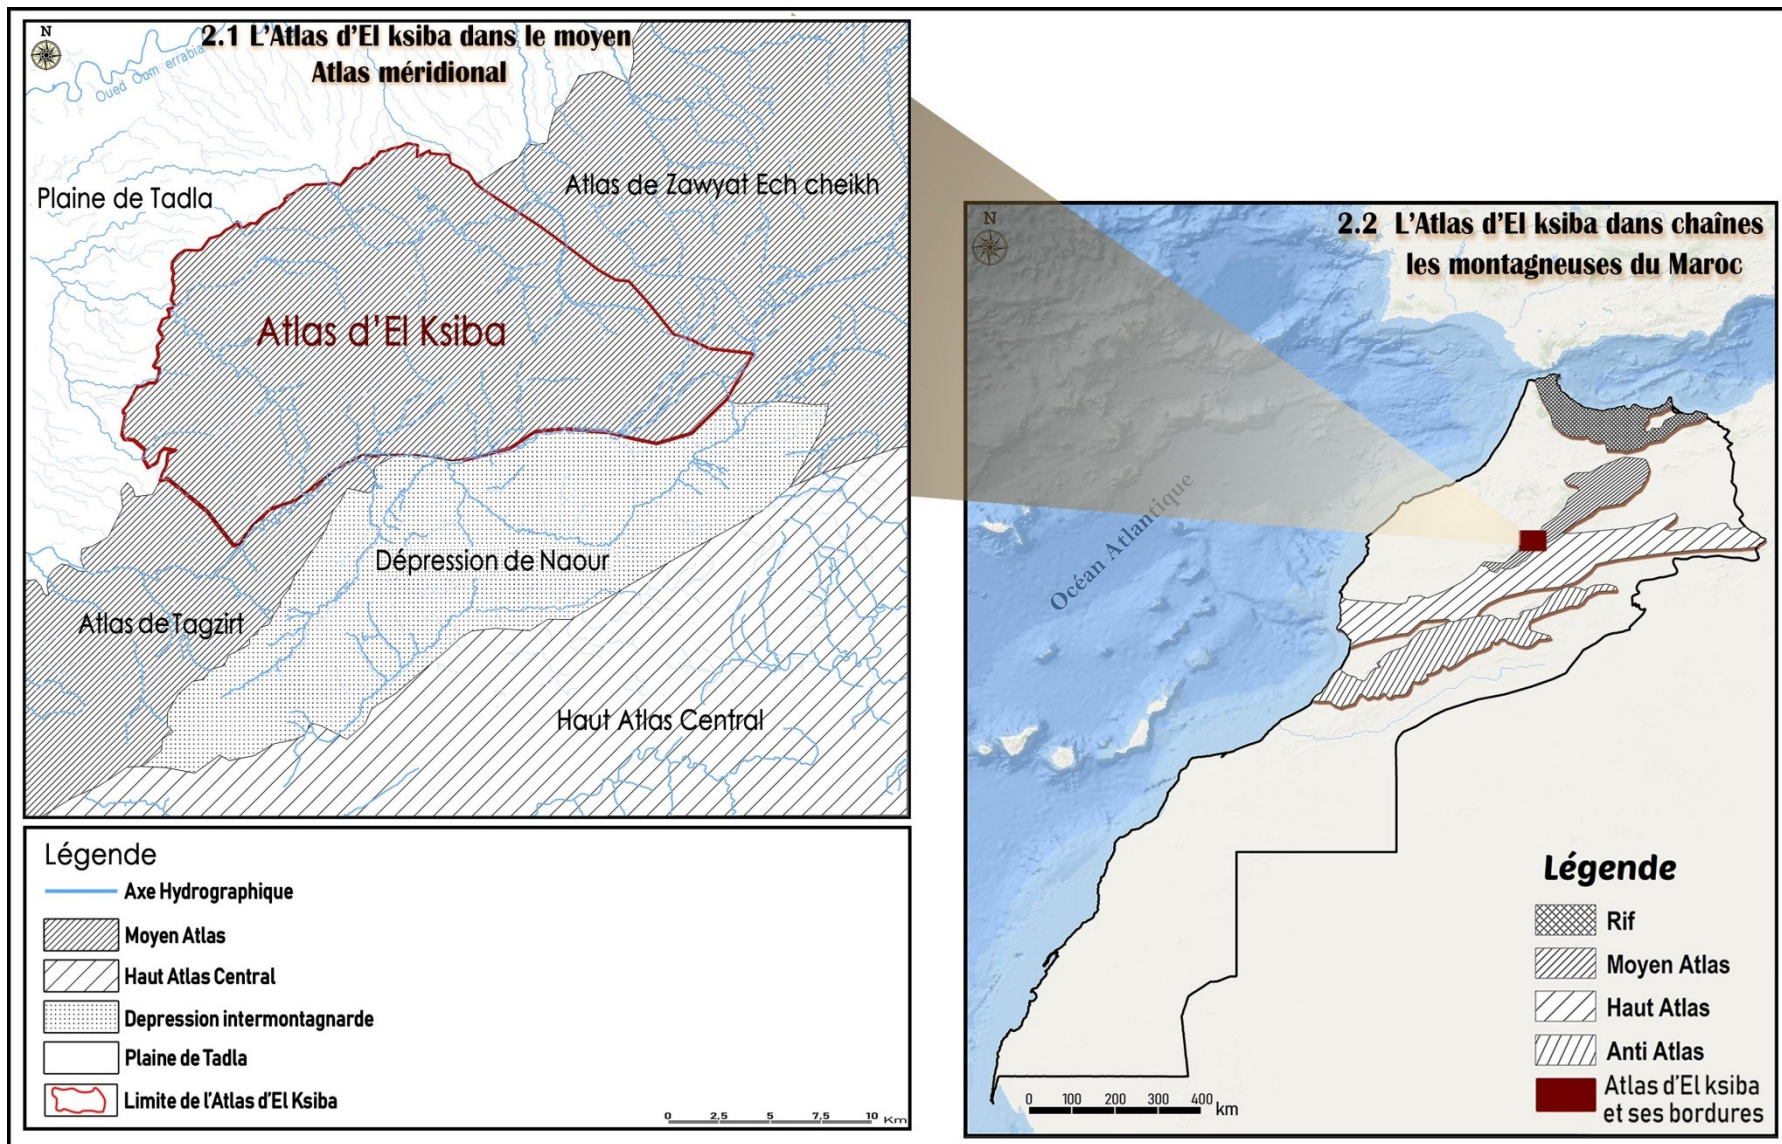 N
2.1 L'Atlas d'El ksiba dans le moyen
Atlas méridional
Oued Oum errabia
Plaine de Tadla
Atlas de Zawyat Ech cheikh
Atlas d'El Ksiba
Dépression de Naour
Atlas de Tagzirt
Haut Atlas Central
Légende
Axe Hydrographique
Moyen Atlas
Haut Atlas Central
Depression intermontagnarde
Plaine de Tadla
Limite de l'Atlas d'El Ksiba
0 2,5 5 7,5 10 Km
N
2.2 L'Atlas d'El ksiba dans chaînes
les montagneuses du Maroc
Océan Atlantique
Légende
Rif
Moyen Atlas
Haut Atlas
Anti Atlas
Atlas d'El ksiba
et ses bordures
0 100 200 300 400 km